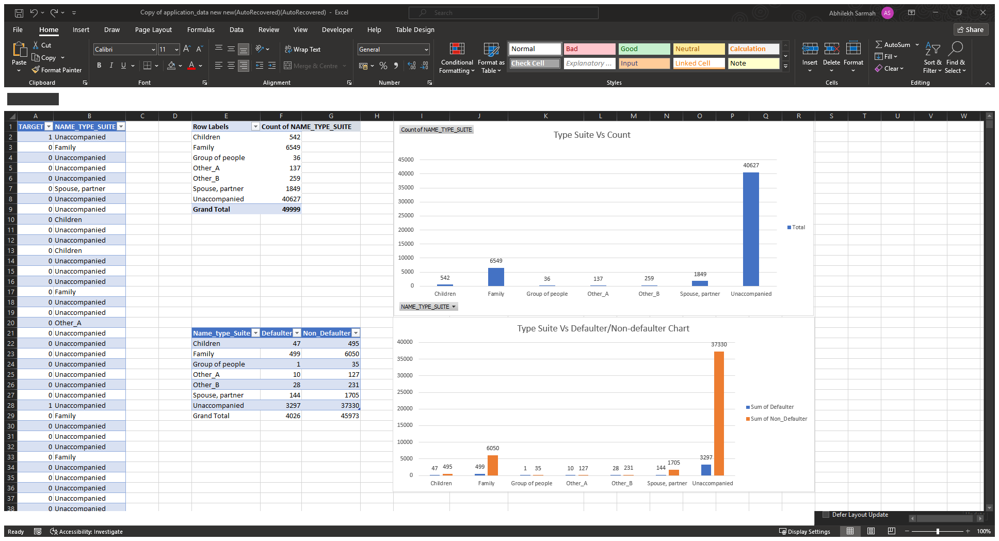 Copy of application_data new new(AutoRecovered)(AutoRecovered) - Excel
Search
Abhilekh Sarmah AS
File Home Insert Draw Page Layout Formulas Data Review View Developer Help Table Design
Share
Paste
Cut
Copy
Format Painter
Clipboard
Calibri 11
B I U A
Font
Wrap Text
Merge & Centre
Alignment
General
Number
Conditional Formatting
Format as Table
Normal Bad Good Neutral Calculation
Check Cell Explanatory ... Input Linked Cell Note
Styles
Insert Delete Format
Cells
AutoSum
Fill
Clear
Sort & Filter
Find & Select
Editing
A B C D E F G H I J K L M N O P Q R S T U V W
1 TARGET NAME_TYPE_SUITE
2 1 Unaccompanied
3 0 Family
4 0 Unaccompanied
5 0 Unaccompanied
6 0 Unaccompanied
7 0 Spouse, partner
8 0 Unaccompanied
9 0 Unaccompanied
10 0 Children
11 0 Unaccompanied
12 0 Unaccompanied
13 0 Children
14 0 Unaccompanied
15 0 Unaccompanied
16 0 Unaccompanied
17 0 Family
18 0 Unaccompanied
19 0 Unaccompanied
20 0 Other_A
21 0 Unaccompanied
22 0 Unaccompanied
23 0 Unaccompanied
24 0 Unaccompanied
25 0 Unaccompanied
26 0 Unaccompanied
27 0 Unaccompanied
28 1 Unaccompanied
29 0 Family
30 0 Unaccompanied
31 0 Unaccompanied
32 0 Unaccompanied
33 0 Family
34 0 Unaccompanied
35 0 Unaccompanied
36 0 Unaccompanied
37 0 Unaccompanied
38 0 Unaccompanied
Row Labels Count of NAME_TYPE_SUITE
Children 542
Family 6549
Group of people 36
Other_A 137
Other_B 259
Spouse, partner 1849
Unaccompanied 40627
Grand Total 49999
Name_type_Suite Defaulter Non_Defaulter
Children 47 495
Family 499 6050
Group of people 1 35
Other_A 10 127
Other_B 28 231
Spouse, partner 144 1705
Unaccompanied 3297 37330
Grand Total 4026 45973
Count of NAME_TYPE_SUITE
Type Suite Vs Count
45000
40000
35000
30000
25000
20000
15000
10000
5000
0
542 6549 36 137 259 1849 40627
Children Family Group of people Other_A Other_B Spouse, partner Unaccompanied
Total
NAME_TYPE_SUITE
Type Suite Vs Defaulter/Non-defaulter Chart
40000
35000
30000
25000
20000
15000
10000
5000
0
47 495 499 6050 1 35 10 127 28 231 144 1705 3297 37330
Children Family Group of people Other_A Other_B Spouse, partner Unaccompanied
Sum of Defaulter
Sum of Non_Defaulter
Defer Layout Update
Ready
Accessibility: Investigate
Display Settings
100%